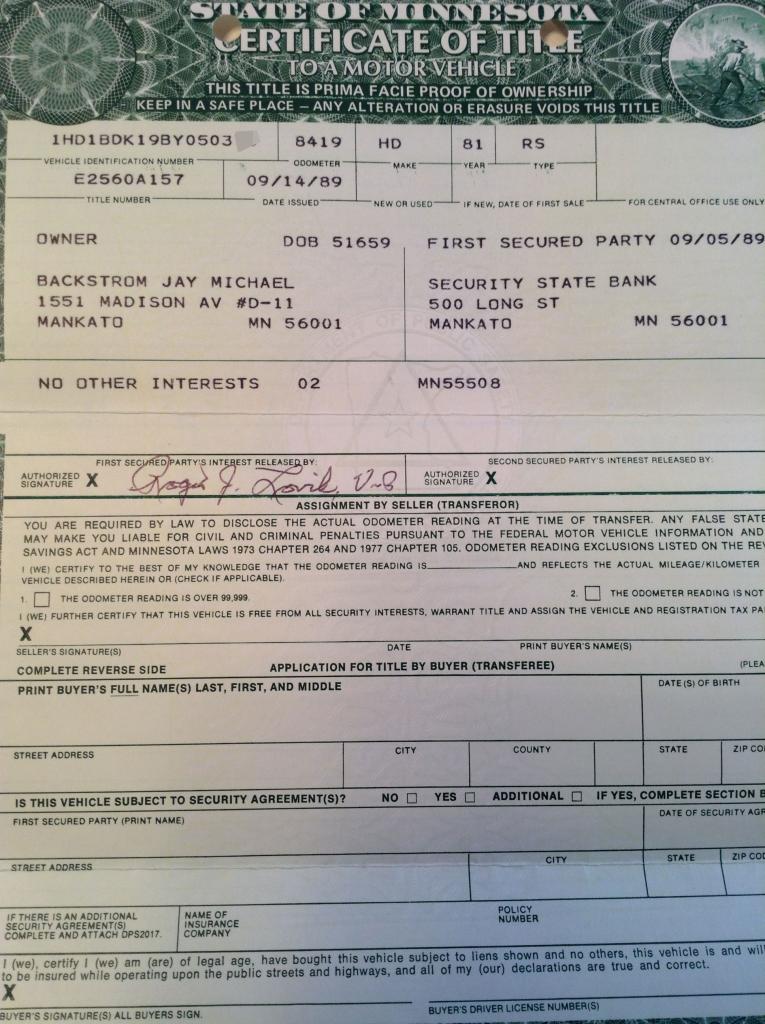 STATE OF MINNESOTA
CERTIFICATE OF TITLE
TO A MOTOR VEHICLE
THIS TITLE IS PRIMA FACIE PROOF OF OWNERSHIP
KEEP IN A SAFE PLACE — ANY ALTERATION OR ERASURE VOIDS THIS TITLE
1HD1BDK19BY0503 8419 HD 81 RS
VEHICLE IDENTIFICATION NUMBER ODOMETER MAKE YEAR TYPE
E2560A157 09/14/89
TITLE NUMBER DATE ISSUED NEW OR USED IF NEW, DATE OF FIRST SALE FOR CENTRAL OFFICE USE ONLY
OWNER DOB 51659 FIRST SECURED PARTY 09/05/89
BACKSTROM JAY MICHAEL SECURITY STATE BANK
1551 MADISON AV #D-11 500 LONG ST
MANKATO MN 56001 MANKATO MN 56001
NO OTHER INTERESTS 02 MN55508
FIRST SECURED PARTY'S INTEREST RELEASED BY: SECOND SECURED PARTY'S INTEREST RELEASED BY:
AUTHORIZED SIGNATURE X AUTHORIZED SIGNATURE X
ASSIGNMENT BY SELLER (TRANSFEROR)
YOU ARE REQUIRED BY LAW TO DISCLOSE THE ACTUAL ODOMETER READING AT THE TIME OF TRANSFER. ANY FALSE STATE
MAY MAKE YOU LIABLE FOR CIVIL AND CRIMINAL PENALTIES PURSUANT TO THE FEDERAL MOTOR VEHICLE INFORMATION AND
SAVINGS ACT AND MINNESOTA LAWS 1973 CHAPTER 264 AND 1977 CHAPTER 105. ODOMETER READING EXCLUSIONS LISTED ON THE REV
I (WE) CERTIFY TO THE BEST OF MY KNOWLEDGE THAT THE ODOMETER READING IS AND REFLECTS THE ACTUAL MILEAGE/KILOMETER
VEHICLE DESCRIBED HEREIN OR (CHECK IF APPLICABLE).
1. THE ODOMETER READING IS OVER 99,999. 2. THE ODOMETER READING IS NOT
I (WE) FURTHER CERTIFY THAT THIS VEHICLE IS FREE FROM ALL SECURITY INTERESTS, WARRANT TITLE AND ASSIGN THE VEHICLE AND REGISTRATION TAX PA
X
SELLER'S SIGNATURE(S) DATE PRINT BUYER'S NAME(S)
COMPLETE REVERSE SIDE APPLICATION FOR TITLE BY BUYER (TRANSFEREE) (PLEA
PRINT BUYER'S FULL NAME(S) LAST, FIRST, AND MIDDLE DATE(S) OF BIRTH
STREET ADDRESS CITY COUNTY STATE ZIP CO
IS THIS VEHICLE SUBJECT TO SECURITY AGREEMENT(S)? NO YES ADDITIONAL IF YES, COMPLETE SECTION B
FIRST SECURED PARTY (PRINT NAME) DATE OF SECURITY AGR
STREET ADDRESS CITY STATE ZIP CO
IF THERE IS AN ADDITIONAL NAME OF POLICY
SECURITY AGREEMENT(S) INSURANCE NUMBER
COMPLETE AND ATTACH DPS2017. COMPANY
I (we), certify I (we) am (are) of legal age, have bought this vehicle subject to liens shown and no others, this vehicle is and will
to be insured while operating upon the public streets and highways, and all of my (our) declarations are true and correct.
X
BUYER'S SIGNATURE(S) ALL BUYERS SIGN. BUYER'S DRIVER LICENSE NUMBER(S)